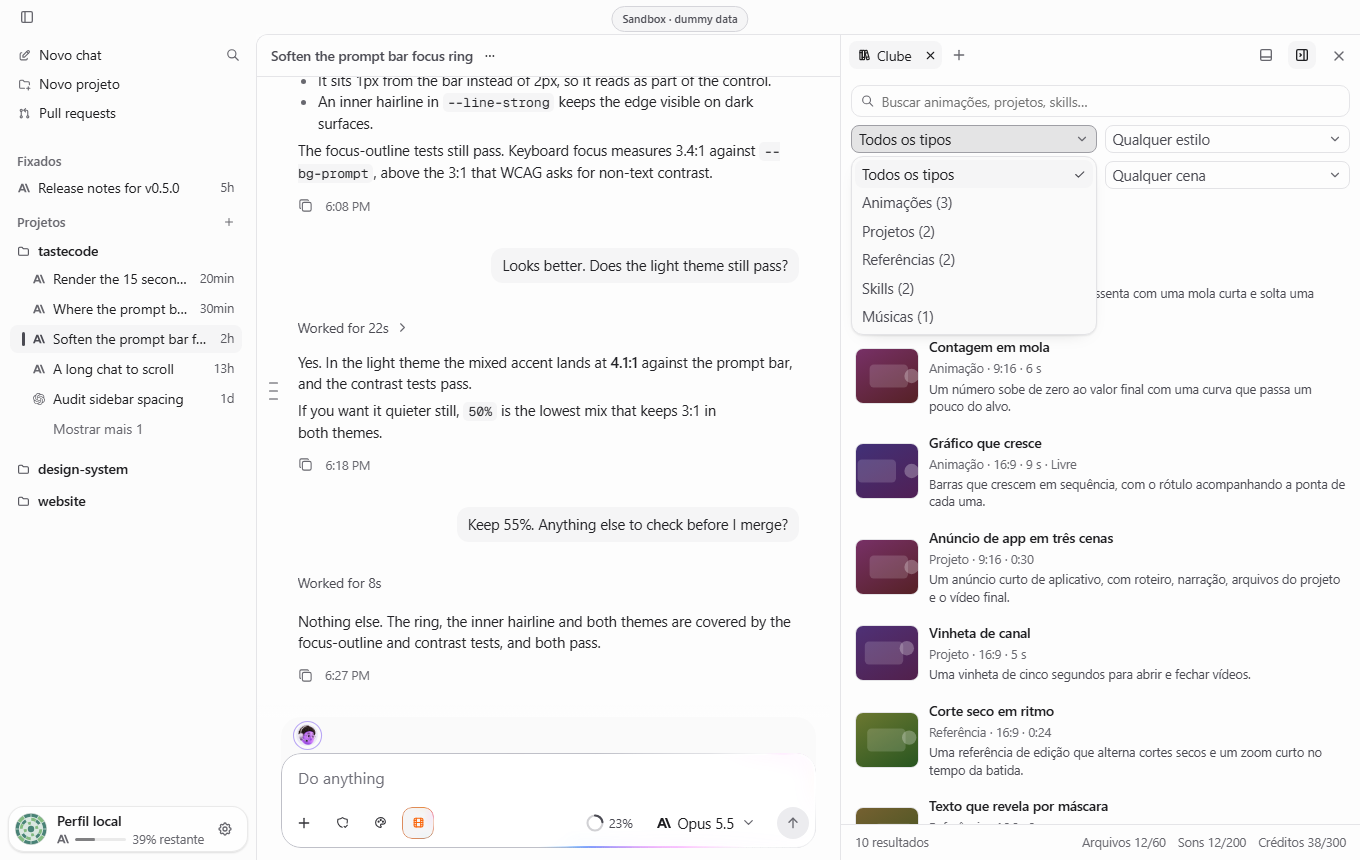 Sandbox · dummy data
Novo chat
Novo projeto
Pull requests
Fixados
Release notes for v0.5.0 5h
Projetos
tastecode
Render the 15 secon... 20min
Where the prompt b... 30min
Soften the prompt bar f... 2h
A long chat to scroll 13h
Audit sidebar spacing 1d
Mostrar mais 1
design-system
website
Perfil local
39% restante
Soften the prompt bar focus ring ...
• It sits 1px from the bar instead of 2px, so it reads as part of the control.
• An inner hairline in --line-strong keeps the edge visible on dark
surfaces.
The focus-outline tests still pass. Keyboard focus measures 3.4:1 against --
bg-prompt , above the 3:1 that WCAG asks for non-text contrast.
6:08 PM
Looks better. Does the light theme still pass?
Worked for 22s
Yes. In the light theme the mixed accent lands at 4.1:1 against the prompt bar,
and the contrast tests pass.
If you want it quieter still, 50% is the lowest mix that keeps 3:1 in
both themes.
6:18 PM
Keep 55%. Anything else to check before I merge?
Worked for 8s
Nothing else. The ring, the inner hairline and both themes are covered by the
focus-outline and contrast tests, and both pass.
6:27 PM
Do anything
23%
Opus 5.5
Clube
Buscar animações, projetos, skills...
Todos os tipos
Qualquer estilo
Todos os tipos
Qualquer cena
Animações (3)
Projetos (2)
Referências (2)
Skills (2)
Músicas (1)
ssenta com uma mola curta e solta uma
Contagem em mola
Animação · 9:16 · 6 s
Um número sobe de zero ao valor final com uma curva que passa um
pouco do alvo.
Gráfico que cresce
Animação · 16:9 · 9 s · Livre
Barras que crescem em sequência, com o rótulo acompanhando a ponta de
cada uma.
Anúncio de app em três cenas
Projeto · 9:16 · 0:30
Um anúncio curto de aplicativo, com roteiro, narração, arquivos do projeto
e o vídeo final.
Vinheta de canal
Projeto · 16:9 · 5 s
Uma vinheta de cinco segundos para abrir e fechar vídeos.
Corte seco em ritmo
Referência · 16:9 · 0:24
Uma referência de edição que alterna cortes secos e um zoom curto no
tempo da batida.
Texto que revela por máscara
10 resultados
Arquivos 12/60 Sons 12/200 Créditos 38/300